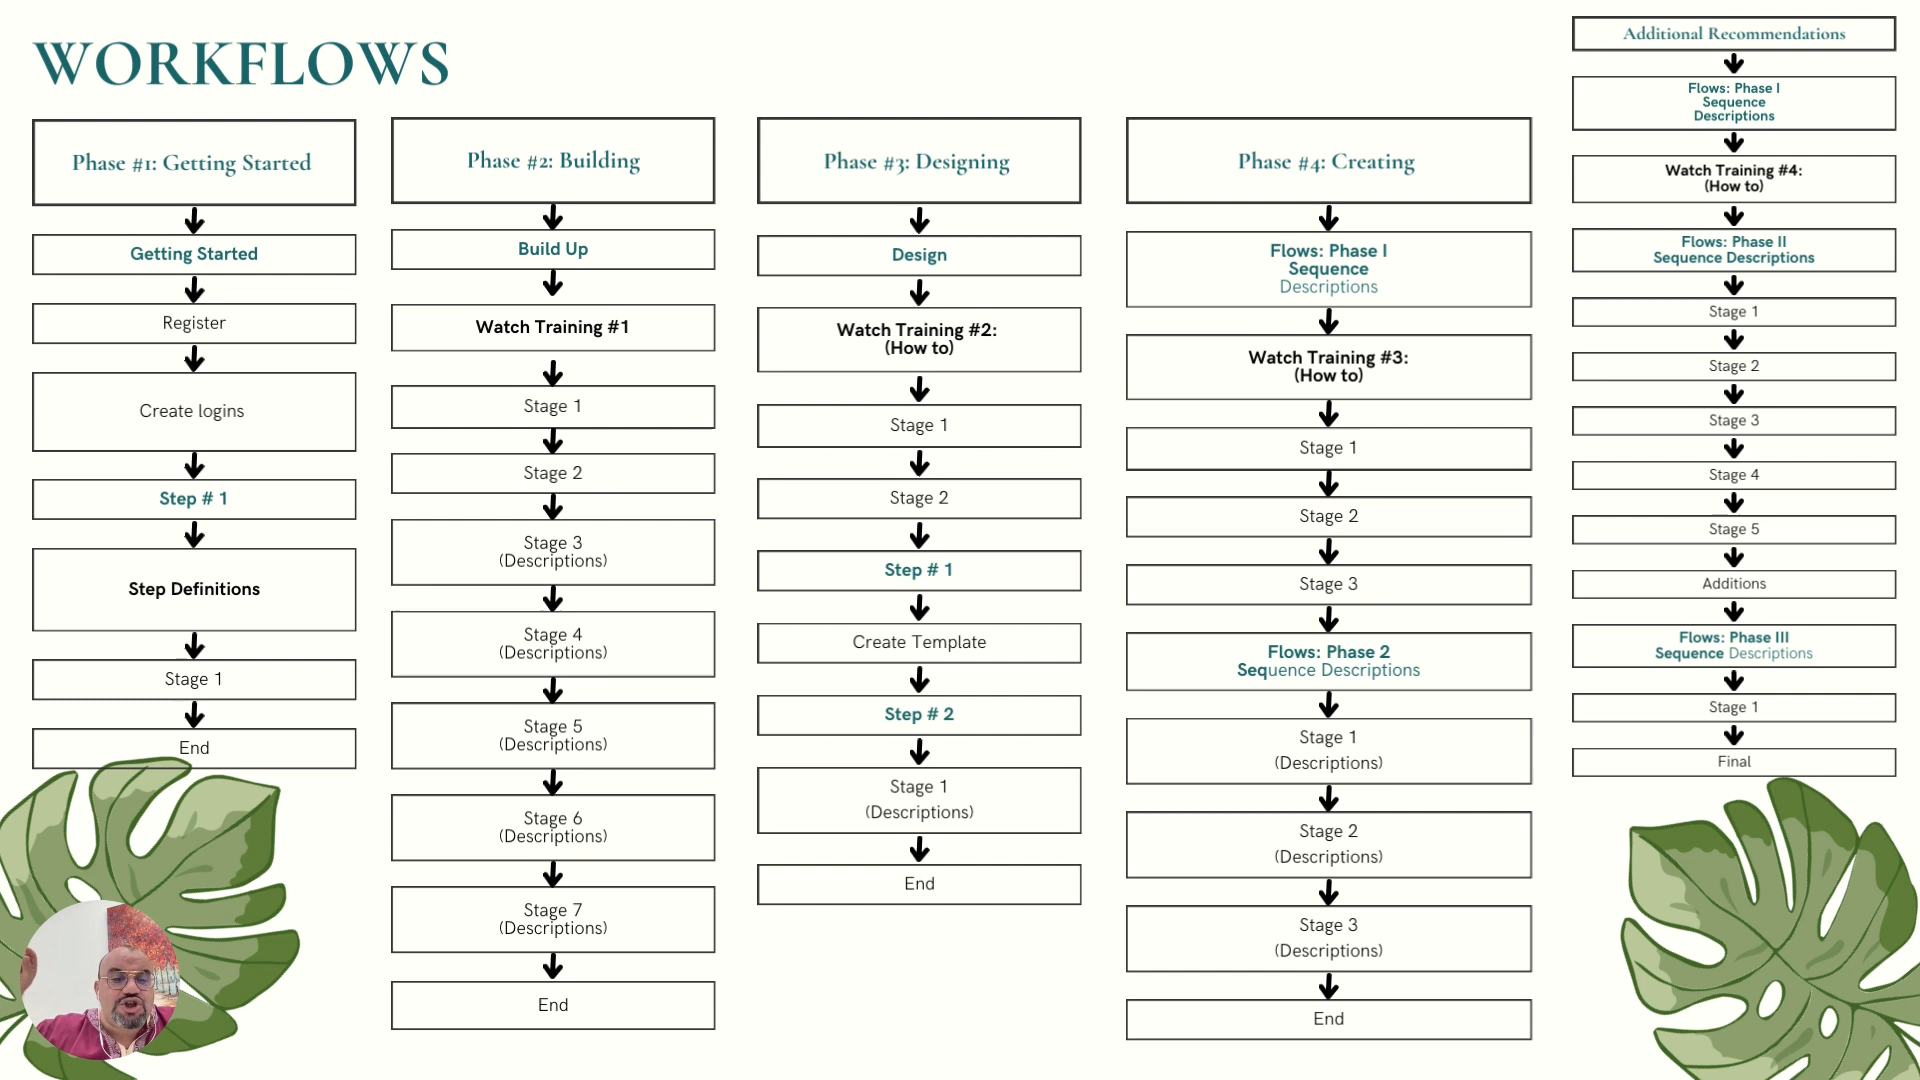 WORKFLOWS
Phase #1: Getting Started
Getting Started
Register
Create logins
Step # 1
Step Definitions
Stage 1
End
Phase #2: Building
Build Up
Watch Training #1
Stage 1
Stage 2
Stage 3
(Descriptions)
Stage 4
(Descriptions)
Stage 5
(Descriptions)
Stage 6
(Descriptions)
Stage 7
(Descriptions)
End
Phase #3: Designing
Design
Watch Training #2:
(How to)
Stage 1
Stage 2
Step # 1
Create Template
Step # 2
Stage 1
(Descriptions)
End
Phase #4: Creating
Flows: Phase I
Sequence
Descriptions
Watch Training #3:
(How to)
Stage 1
Stage 2
Stage 3
Flows: Phase 2
Sequence Descriptions
Stage 1
(Descriptions)
Stage 2
(Descriptions)
Stage 3
(Descriptions)
End
Additional Recommendations
Flows: Phase I
Sequence
Descriptions
Watch Training #4:
(How to)
Flows: Phase II
Sequence Descriptions
Stage 1
Stage 2
Stage 3
Stage 4
Stage 5
Additions
Flows: Phase III
Sequence Descriptions
Stage 1
Final